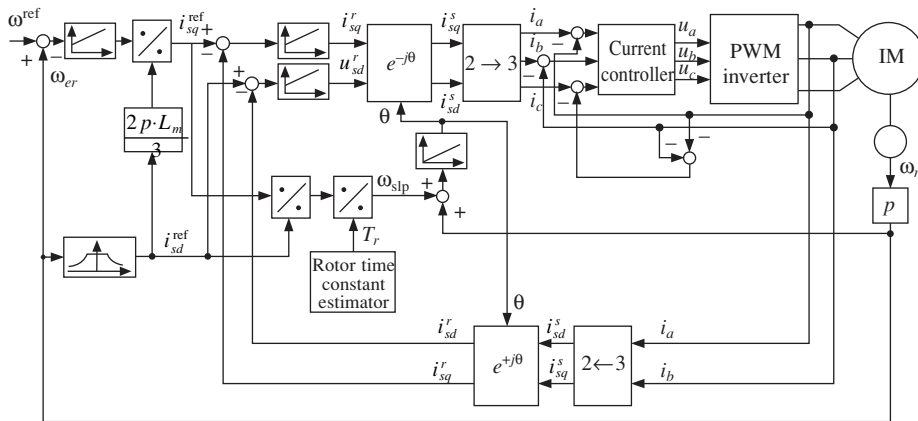 ω^ref
i_sq^ref
i_sq^r
i_sq^s
i_a
+
−
ω_er
+
−
u_sd^r
e^−jθ
2 → 3
i_b
i_c
Current
controller
u_a
u_b
u_c
PWM
inverter
IM
+
−
−
−
−
i_sd^s
θ
2 p·L_m
3
−
−
ω_slp
+
+
ω_r
p
i_sd^ref
T_r
Rotor time
constant
estimator
θ
i_sd^r
e^+jθ
i_sd^s
2←3
i_a
i_sq^r
i_sq^s
i_b